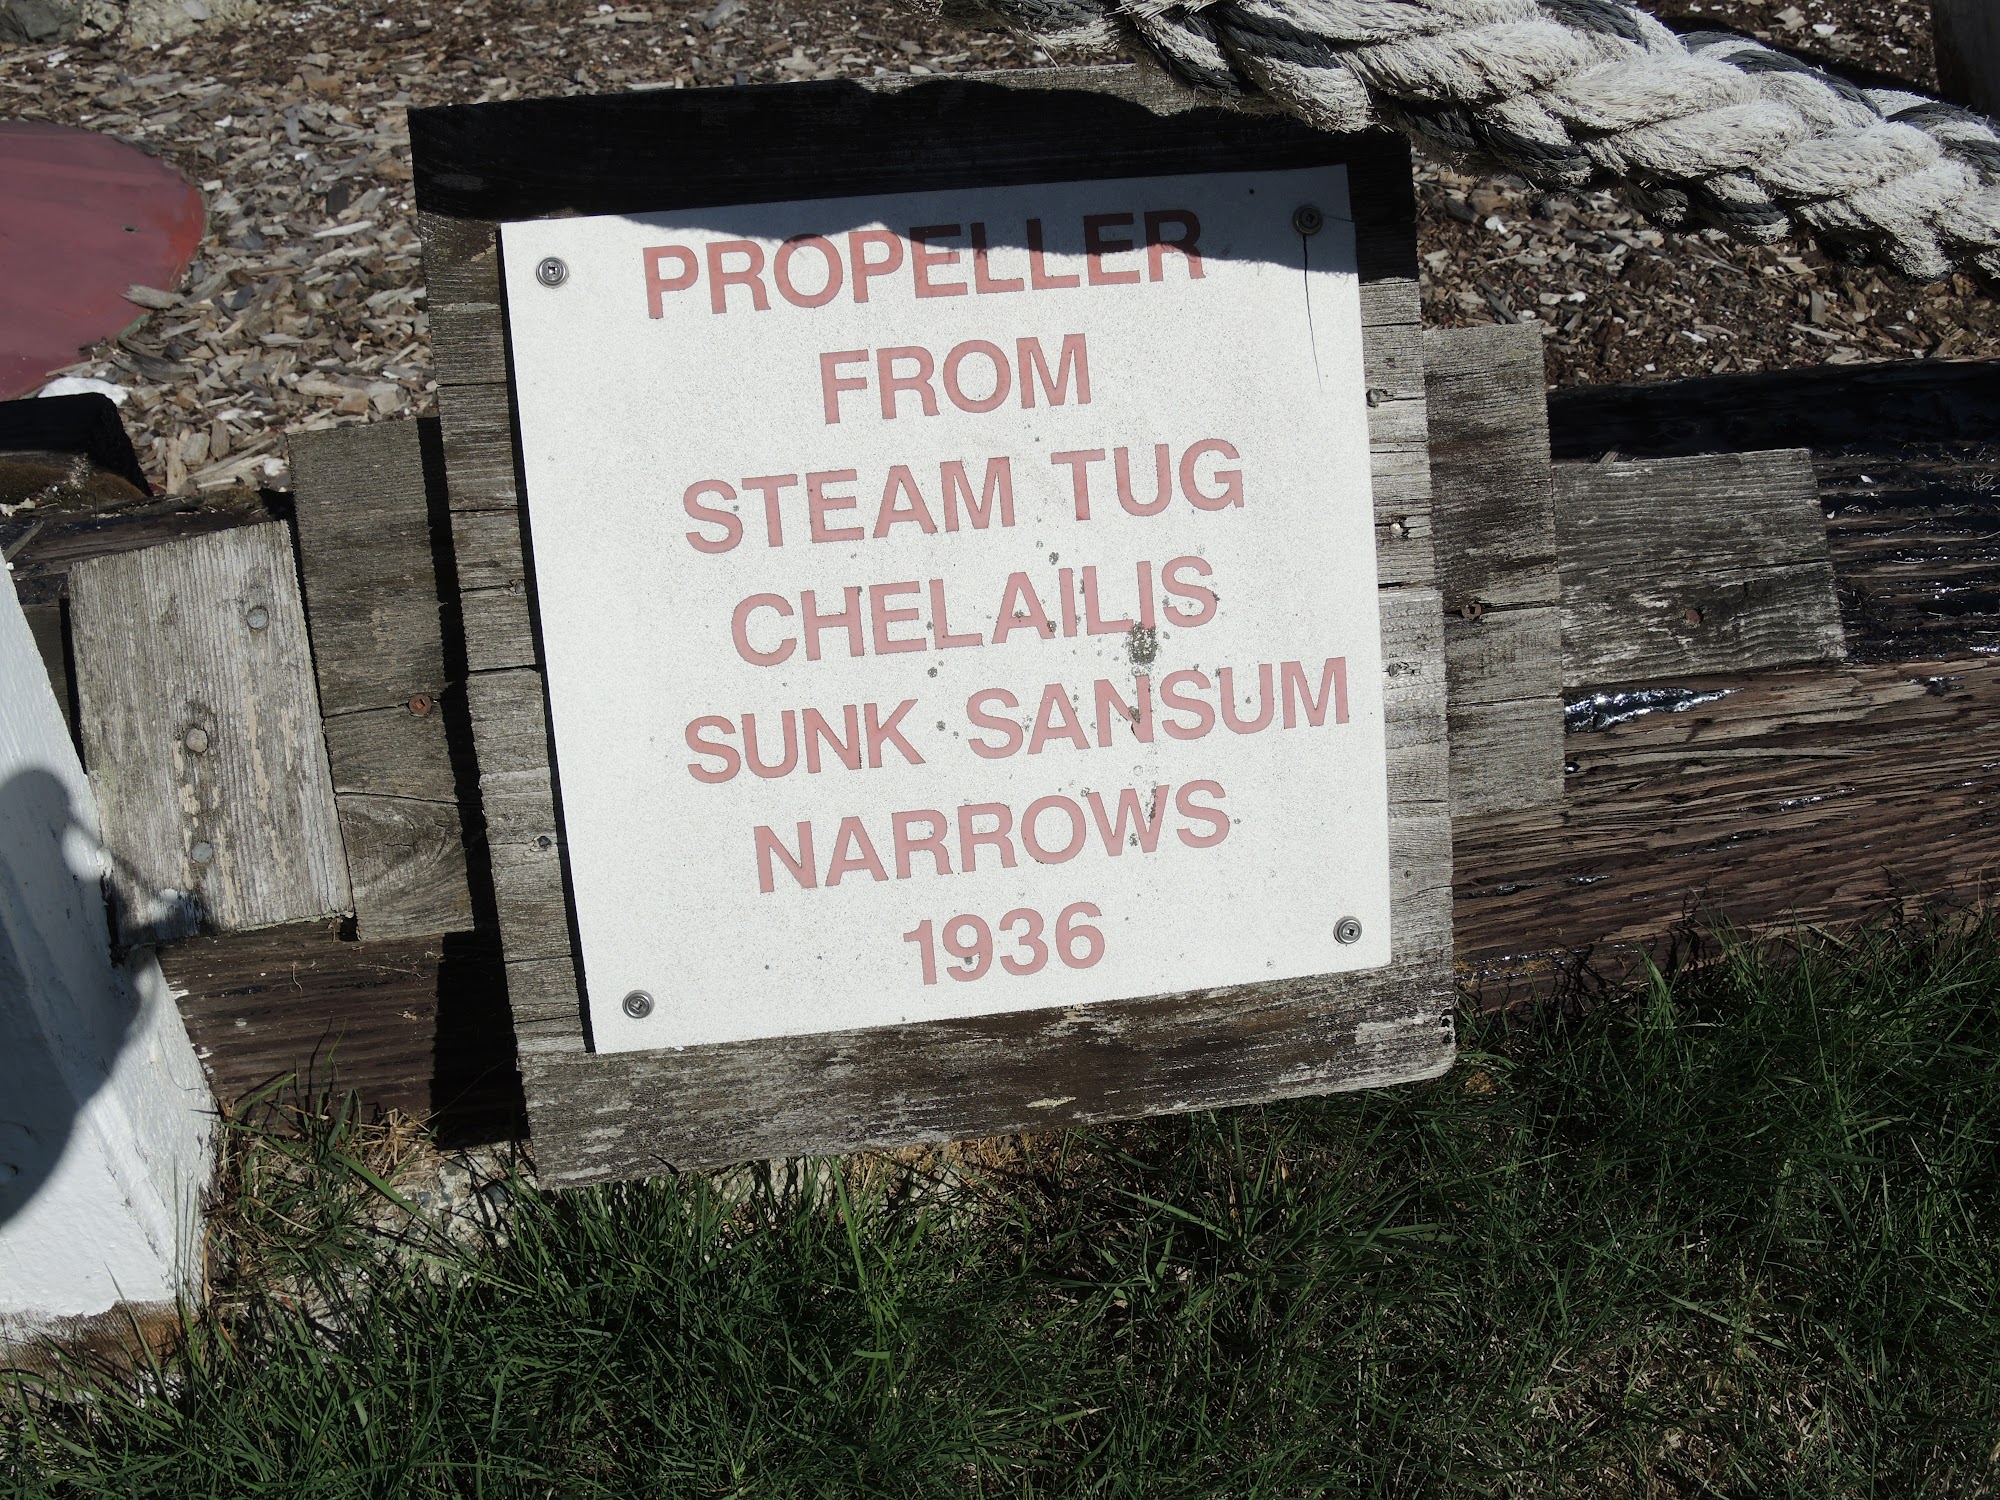 PROPELLER
FROM
STEAM TUG
CHELAILIS
SUNK SANSUM
NARROWS
1936